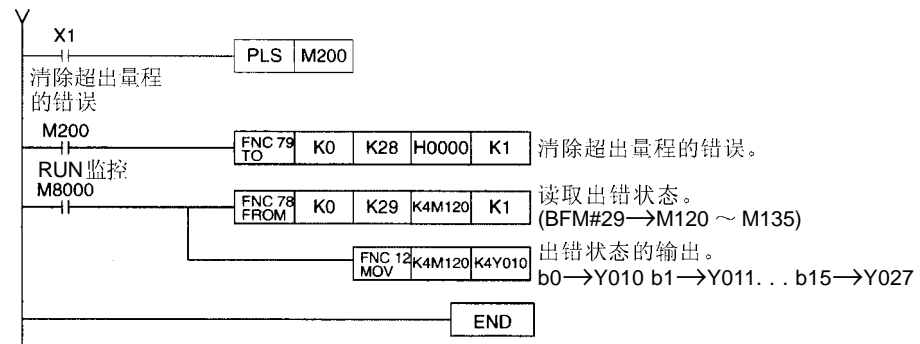 X1
PLS M200
清除超出量程
的错误
M200
FNC 79 TO K0 K28 H0000 K1 清除超出量程的错误。
RUN监控
M8000
FNC 78 FROM K0 K29 K4M120 K1 读取出错状态。
(BFM#29→M120 ～ M135)
FNC 12 MOV K4M120 K4Y010 出错状态的输出。
b0→Y010 b1→Y011. . . b15→Y027
END